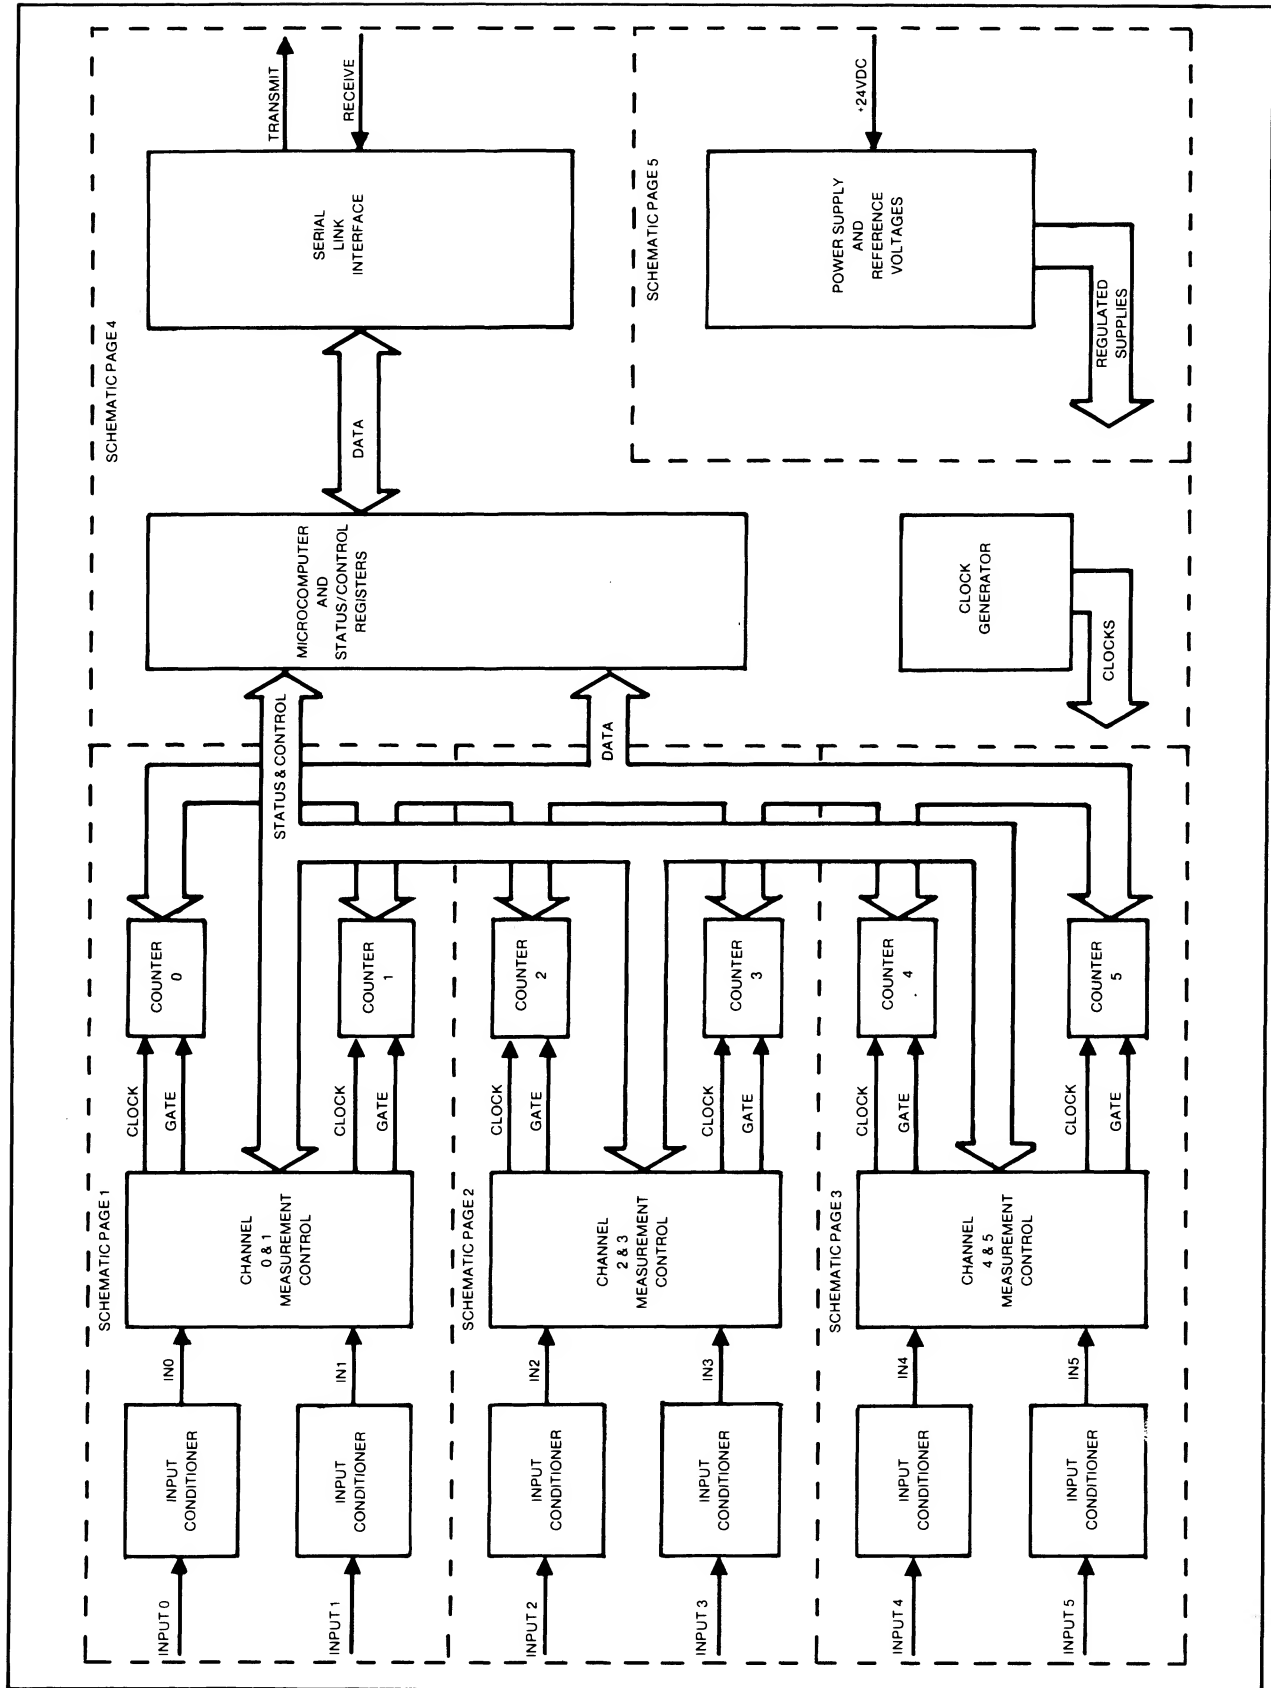 SCHEMATIC PAGE 1
INPUT 0
INPUT
CONDITIONER
IN0
INPUT 1
INPUT
CONDITIONER
IN1
CHANNEL
0 & 1
MEASUREMENT
CONTROL
CLOCK
GATE
COUNTER
0
CLOCK
GATE
COUNTER
1
STATUS & CONTROL
SCHEMATIC PAGE 2
INPUT 2
INPUT
CONDITIONER
IN2
INPUT 3
INPUT
CONDITIONER
IN3
CHANNEL
2 & 3
MEASUREMENT
CONTROL
CLOCK
GATE
COUNTER
2
CLOCK
GATE
COUNTER
3
DATA
SCHEMATIC PAGE 3
INPUT 4
INPUT
CONDITIONER
IN4
INPUT 5
INPUT
CONDITIONER
IN5
CHANNEL
4 & 5
MEASUREMENT
CONTROL
CLOCK
GATE
COUNTER
4
CLOCK
GATE
COUNTER
5
SCHEMATIC PAGE 4
MICROCOMPUTER
AND
STATUS/CONTROL
REGISTERS
DATA
SERIAL
LINK
INTERFACE
TRANSMIT
RECEIVE
CLOCK
GENERATOR
CLOCKS
SCHEMATIC PAGE 5
POWER SUPPLY
AND
REFERENCE
VOLTAGES
+24VDC
REGULATED
SUPPLIES